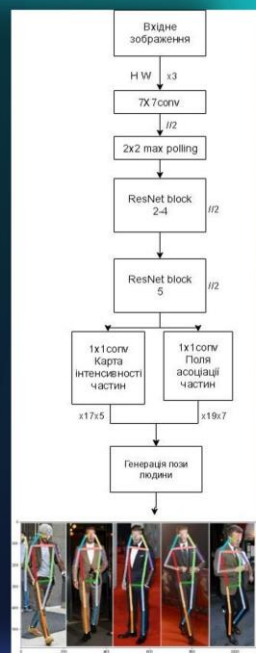 Вхідне
зображення
H W x3
7X7conv
//2
2x2 max polling
ResNet block
2-4
//2
ResNet block
5
//2
1x1conv
Карта
інтенсивності
частин
1x1conv
Поля
асоціації
частин
x17x5
x19x7
Генерація пози
людини